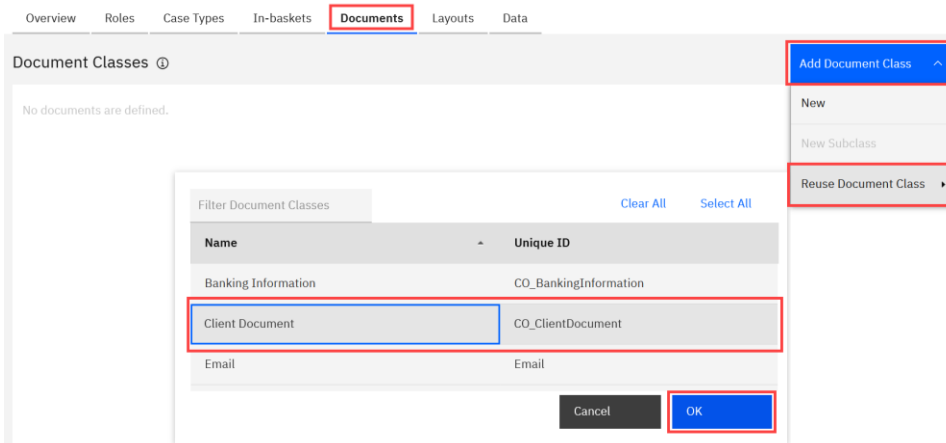 Overview Roles Case Types In-baskets Documents Layouts Data
Document Classes
Add Document Class
No documents are defined.
New
New Subclass
Reuse Document Class
Filter Document Classes Clear All Select All
Name Unique ID
Banking Information CO_BankingInformation
Client Document CO_ClientDocument
Email Email
Cancel OK